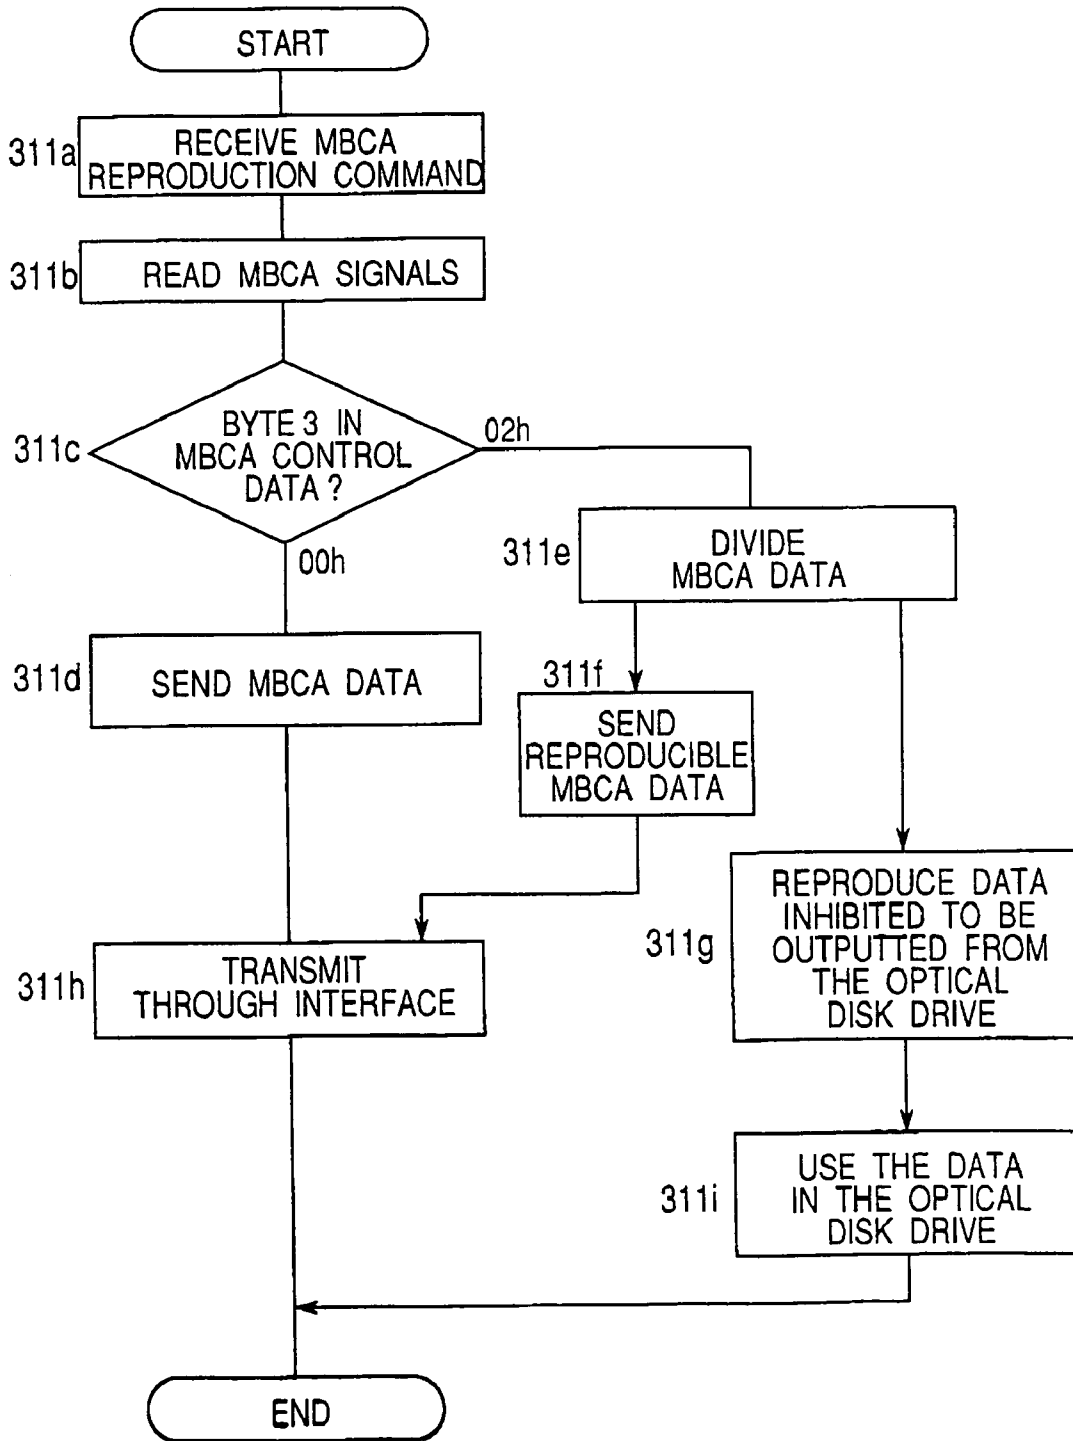 START
311a
RECEIVE MBCA
REPRODUCTION COMMAND
311b
READ MBCA SIGNALS
311c
BYTE 3 IN
MBCA CONTROL
DATA ?
02h
00h
311e
DIVIDE
MBCA DATA
311d
SEND MBCA DATA
311f
SEND
REPRODUCIBLE
MBCA DATA
311g
REPRODUCE DATA
INHIBITED TO BE
OUTPUTTED FROM
THE OPTICAL
DISK DRIVE
311h
TRANSMIT
THROUGH INTERFACE
311i
USE THE DATA
IN THE OPTICAL
DISK DRIVE
END